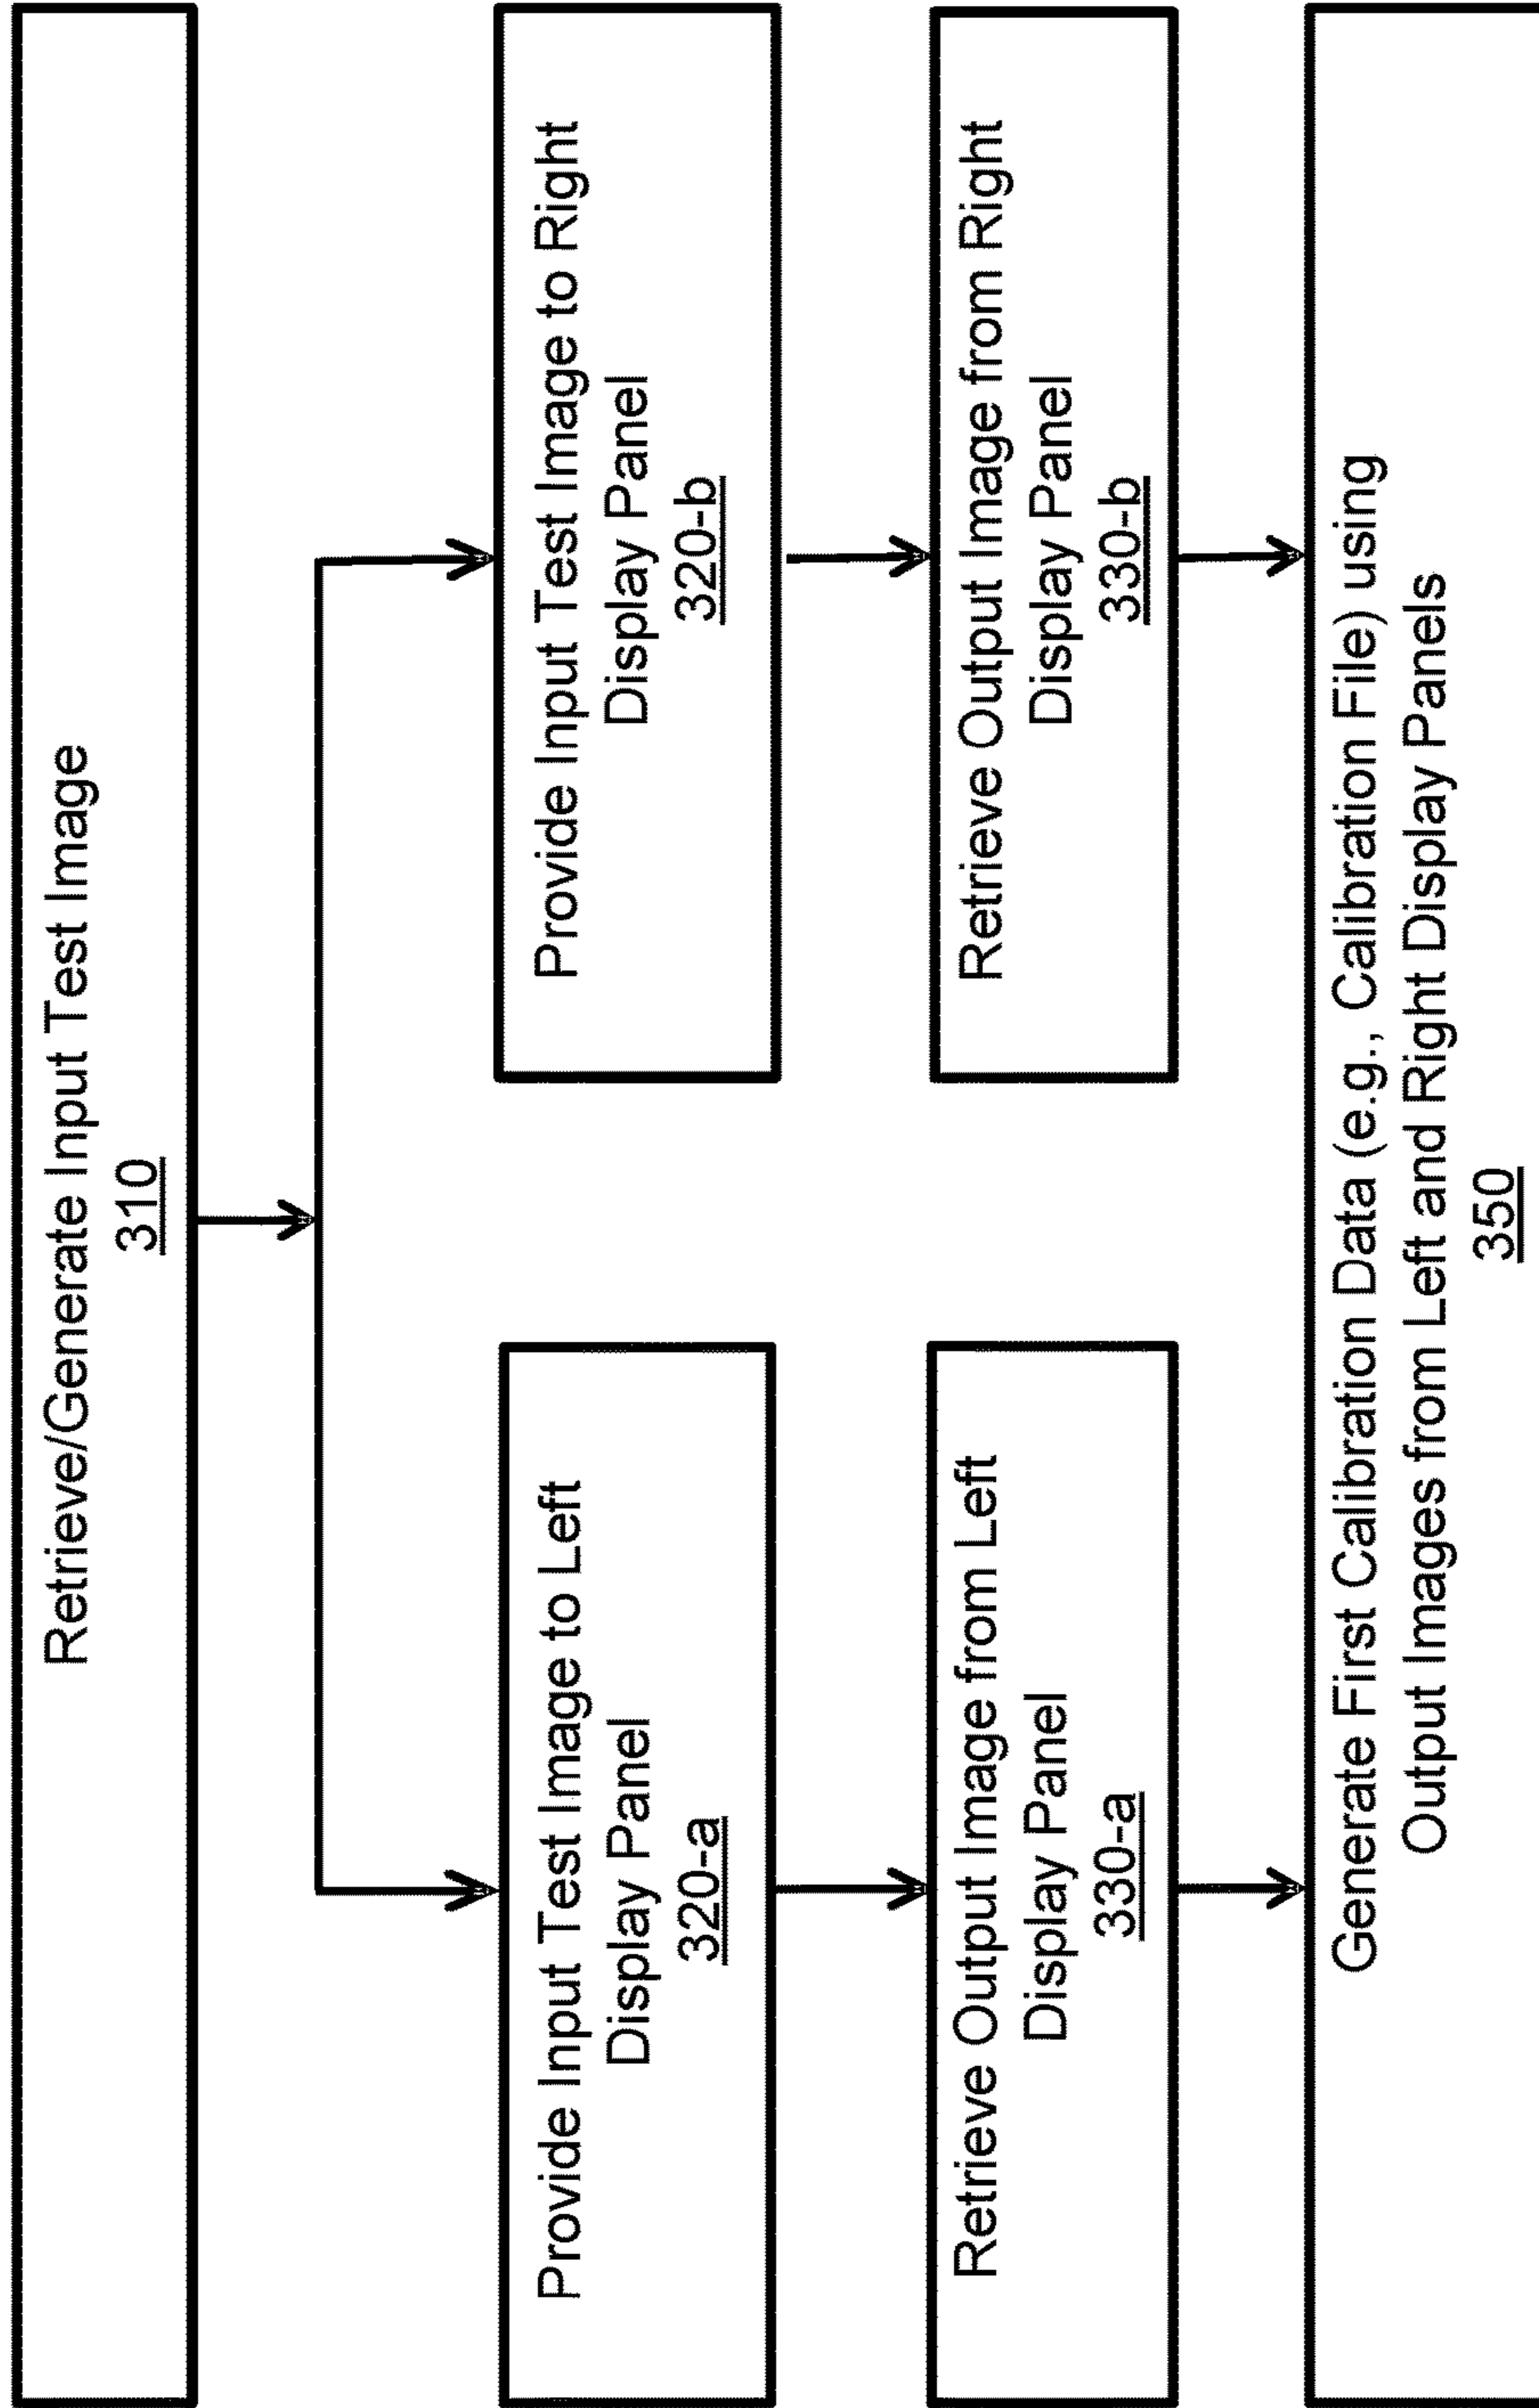 Retrieve/Generate Input Test Image
310
Provide Input Test Image to Left
Display Panel
320-a
Provide Input Test Image to Right
Display Panel
320-b
Retrieve Output Image from Left
Display Panel
330-a
Retrieve Output Image from Right
Display Panel
330-b
Generate First Calibration Data (e.g., Calibration File) using
Output Images from Left and Right Display Panels
350